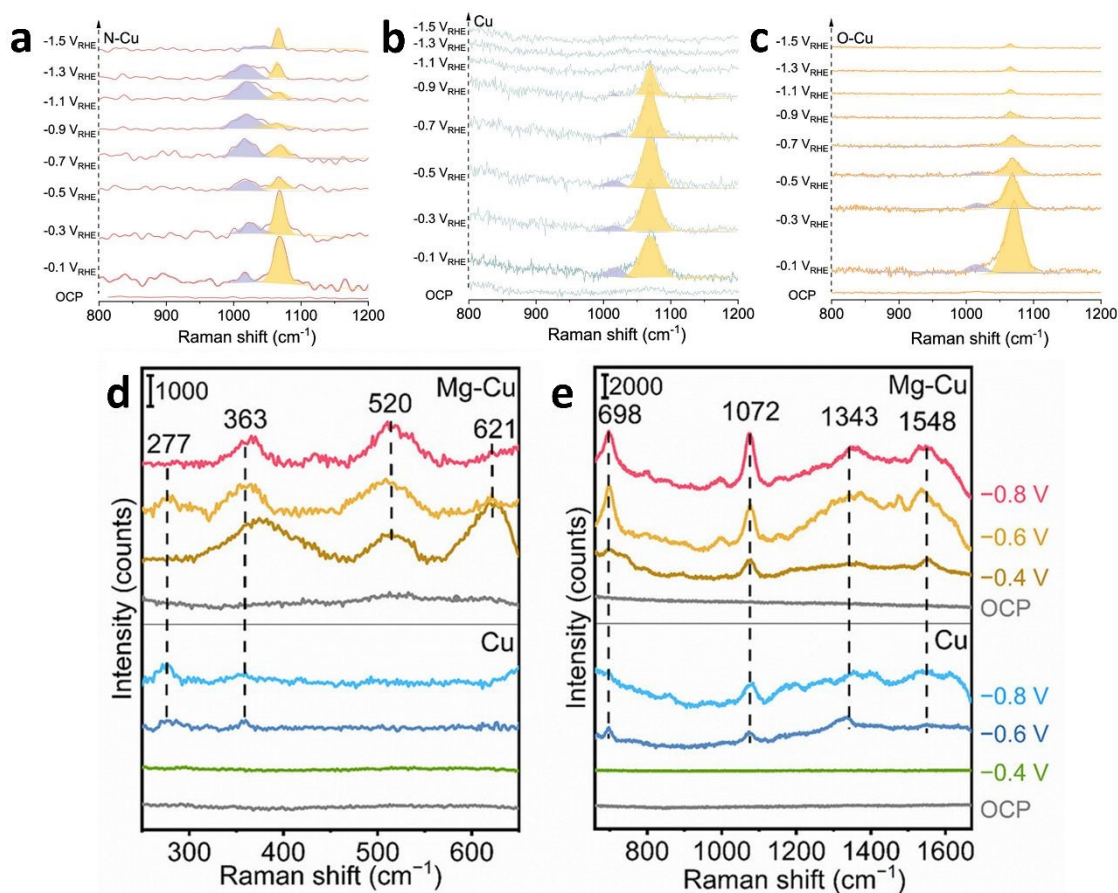 a
N-Cu
-1.5 VRHE
-1.3 VRHE
-1.1 VRHE
-0.9 VRHE
-0.7 VRHE
-0.5 VRHE
-0.3 VRHE
-0.1 VRHE
OCP
800 900 1000 1100 1200
Raman shift (cm⁻¹)
b
Cu
-1.5 VRHE
-1.3 VRHE
-1.1 VRHE
-0.9 VRHE
-0.7 VRHE
-0.5 VRHE
-0.3 VRHE
-0.1 VRHE
OCP
800 900 1000 1100 1200
Raman shift (cm⁻¹)
c
O-Cu
-1.5 VRHE
-1.3 VRHE
-1.1 VRHE
-0.9 VRHE
-0.7 VRHE
-0.5 VRHE
-0.3 VRHE
-0.1 VRHE
OCP
800 900 1000 1100 1200
Raman shift (cm⁻¹)
d
1000
Mg-Cu
277 363 520 621
Cu
Intensity (counts)
300 400 500 600
Raman shift (cm⁻¹)
e
2000
Mg-Cu
698 1072 1343 1548
−0.8 V
−0.6 V
−0.4 V
OCP
Cu
−0.8 V
−0.6 V
−0.4 V
OCP
Intensity (counts)
800 1000 1200 1400 1600
Raman shift (cm⁻¹)